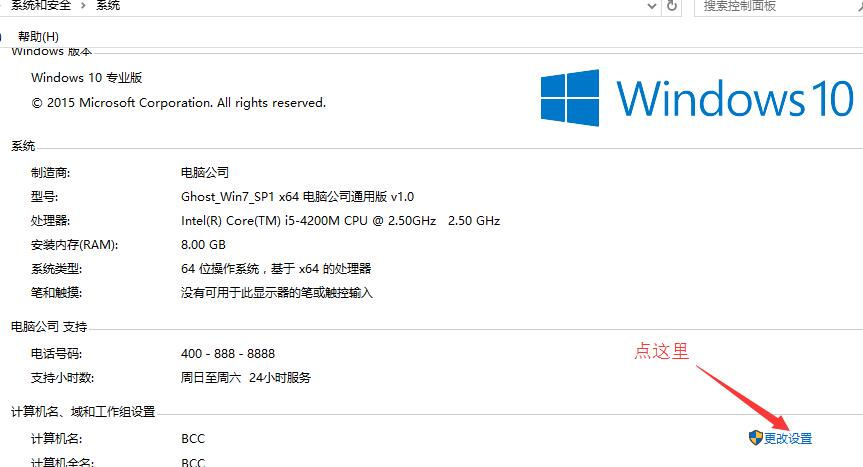 系统和安全 › 系统 搜索控制面板
帮助(H)
Windows 版本
Windows 10 专业版
© 2015 Microsoft Corporation. All rights reserved.
Windows 10
系统
制造商: 电脑公司
型号: Ghost_Win7_SP1 x64 电脑公司通用版 v1.0
处理器: Intel(R) Core(TM) i5-4200M CPU @ 2.50GHz 2.50 GHz
安装内存(RAM): 8.00 GB
系统类型: 64 位操作系统，基于 x64 的处理器
笔和触摸: 没有可用于此显示器的笔或触控输入
电脑公司 支持
电话号码: 400 - 888 - 8888
点这里
支持小时数: 周日至周六 24小时服务
计算机名、域和工作组设置
计算机名: BCC 更改设置
计算机全名: BCC